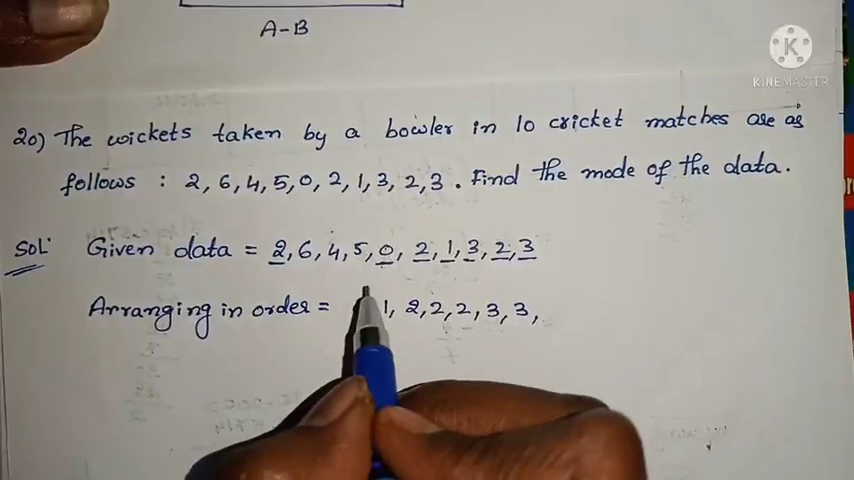 A-B
KINEMASTER
20) The wickets taken by a bowler in 10 cricket matches are as
follows : 2, 6, 4, 5, 0, 2, 1, 3, 2, 3 . Find the mode of the data.
Sol: Given data = 2, 6, 4, 5, 0, 2, 1, 3, 2, 3
Arranging in order = 1, 2, 2, 2, 3, 3,